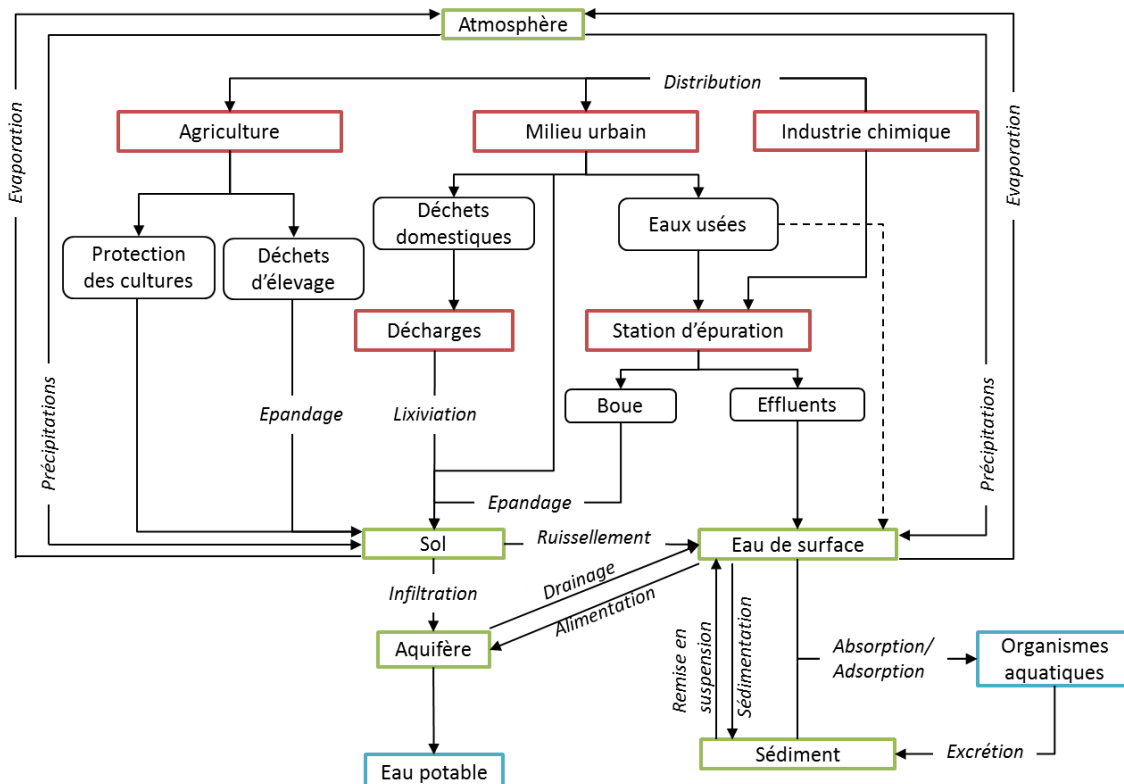 Atmosphère
Distribution
Agriculture
Milieu urbain
Industrie chimique
Evaporation
Evaporation
Déchets
domestiques
Eaux usées
Protection
des cultures
Déchets
d'élevage
Décharges
Station d'épuration
Précipitations
Epandage
Lixiviation
Boue
Effluents
Précipitations
Epandage
Sol
Ruissellement
Eau de surface
Infiltration
Drainage
Alimentation
Aquifère
Remise en
suspension
Sédimentation
Absorption/
Adsorption
Organismes
aquatiques
Eau potable
Sédiment
Excrétion